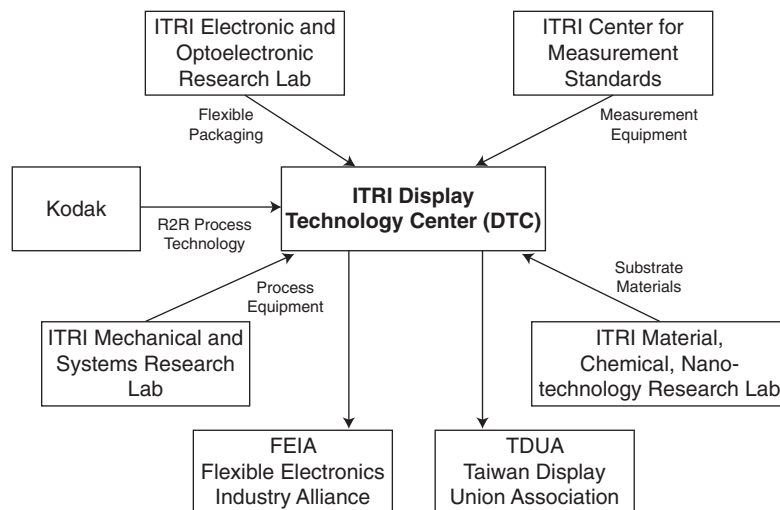 ITRI Electronic and
Optoelectronic
Research Lab
ITRI Center for
Measurement
Standards
Flexible
Packaging
Measurement
Equipment
Kodak
ITRI Display
Technology Center (DTC)
R2R Process
Technology
Process
Equipment
Substrate
Materials
ITRI Mechanical and
Systems Research
Lab
ITRI Material,
Chemical, Nano-
technology Research Lab
FEIA
Flexible Electronics
Industry Alliance
TDUA
Taiwan Display
Union Association